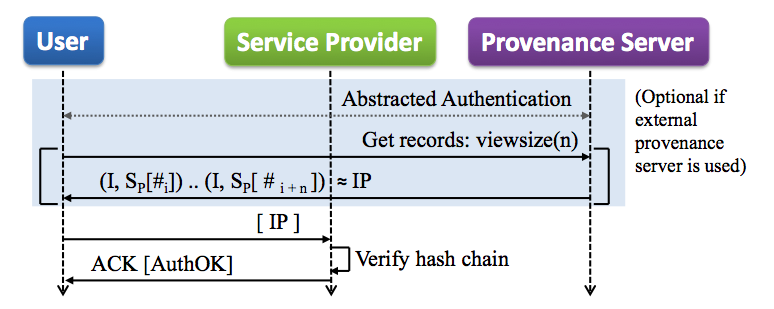 User
Service Provider
Provenance Server
Abstracted Authentication
(Optional if
external
provenance
server is used)
Get records: viewsize(n)
(I, Sₚ[#ᵢ]) .. (I, Sₚ[ # ᵢ₊ₙ]) ≈ IP
[ IP ]
Verify hash chain
ACK [AuthOK]